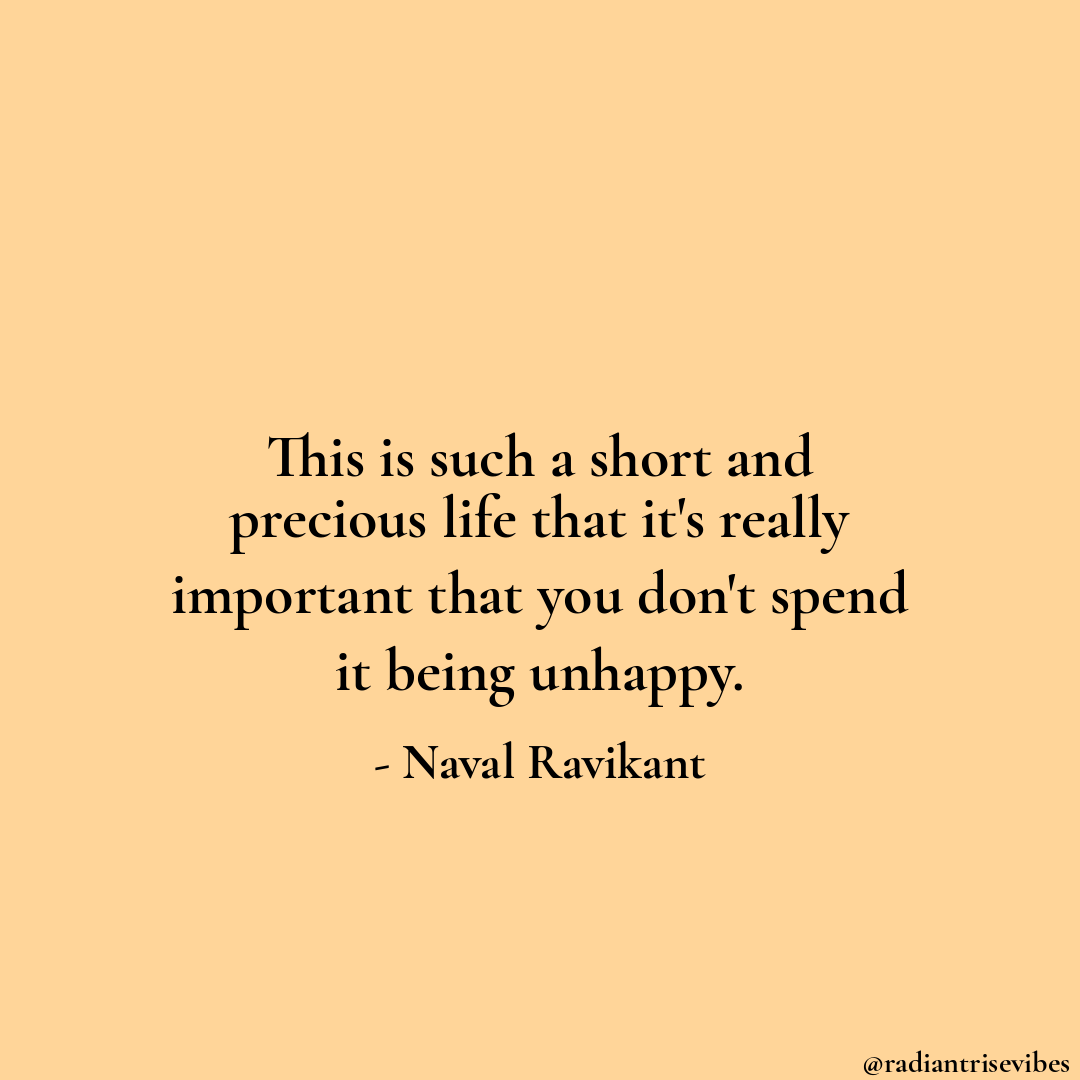 This is such a short and
precious life that it's really
important that you don't spend
it being unhappy.
- Naval Ravikant
@radiantrisevibes